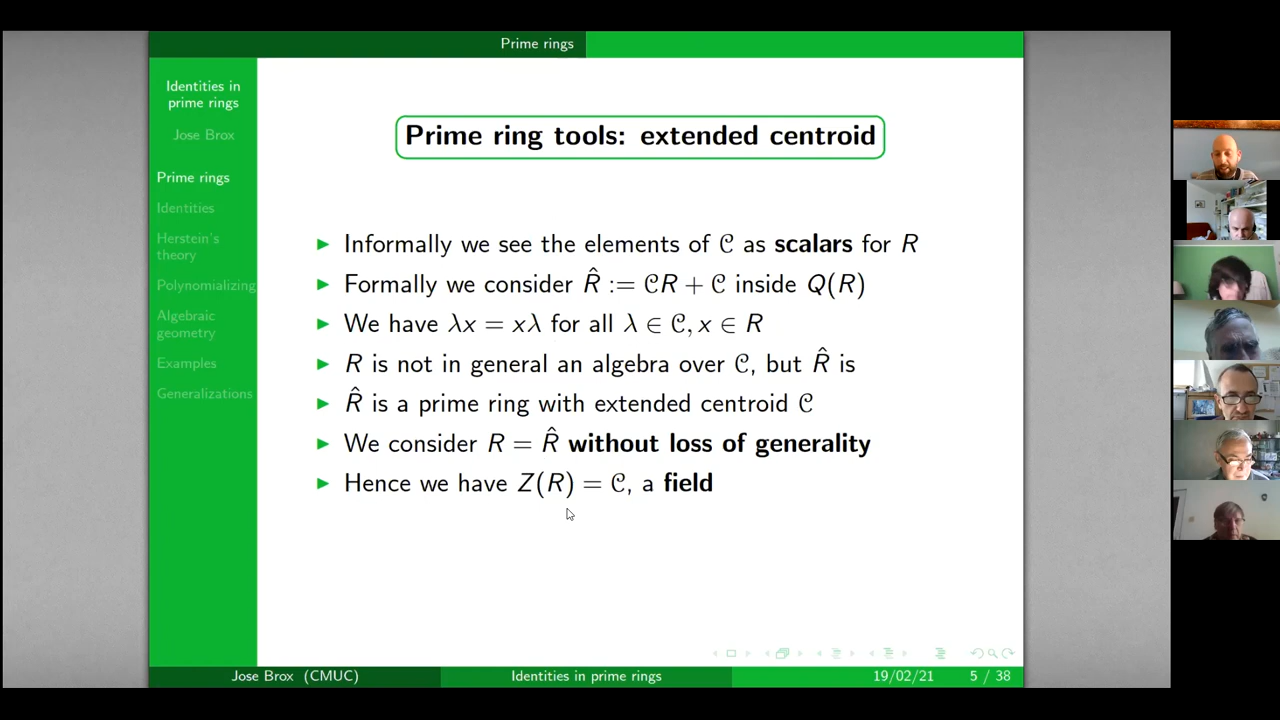 Prime rings
Identities in
prime rings
Jose Brox
Prime rings
Identities
Herstein's
theory
Polynomializing
Algebraic
geometry
Examples
Generalizations
Prime ring tools: extended centroid
▶ Informally we see the elements of 𝒞 as scalars for R
▶ Formally we consider R̂ := 𝒞R + 𝒞 inside Q(R)
▶ We have λx = xλ for all λ ∈ 𝒞, x ∈ R
▶ R is not in general an algebra over 𝒞, but R̂ is
▶ R̂ is a prime ring with extended centroid 𝒞
▶ We consider R = R̂ without loss of generality
▶ Hence we have Z(R) = 𝒞, a field
Jose Brox (CMUC) Identities in prime rings 19/02/21 5 / 38